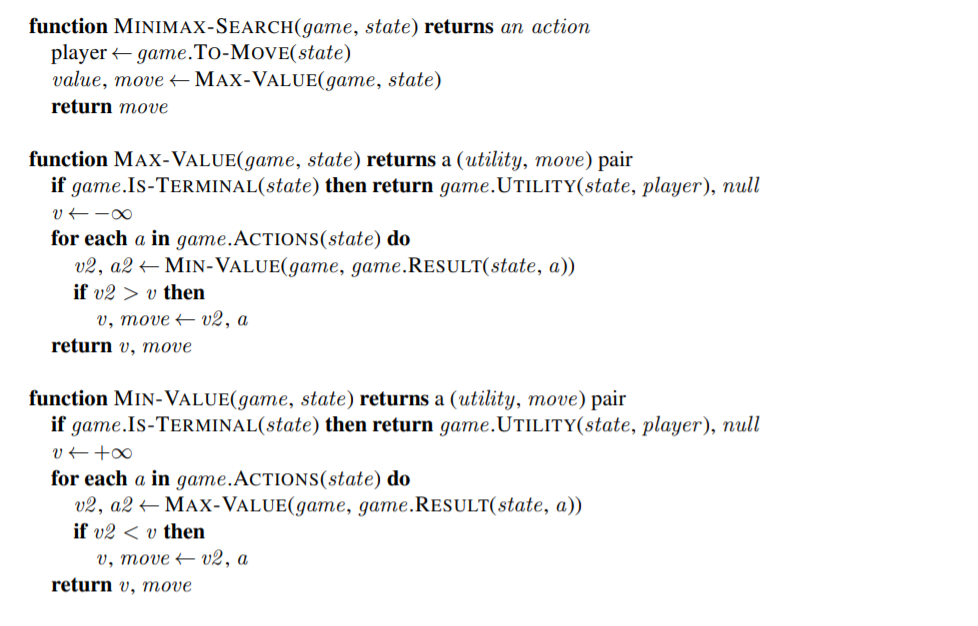 function MINIMAX-SEARCH(game, state) returns an action
player ← game.TO-MOVE(state)
value, move ← MAX-VALUE(game, state)
return move
function MAX-VALUE(game, state) returns a (utility, move) pair
if game.IS-TERMINAL(state) then return game.UTILITY(state, player), null
v ← −∞
for each a in game.ACTIONS(state) do
v2, a2 ← MIN-VALUE(game, game.RESULT(state, a))
if v2 > v then
v, move ← v2, a
return v, move
function MIN-VALUE(game, state) returns a (utility, move) pair
if game.IS-TERMINAL(state) then return game.UTILITY(state, player), null
v ← +∞
for each a in game.ACTIONS(state) do
v2, a2 ← MAX-VALUE(game, game.RESULT(state, a))
if v2 < v then
v, move ← v2, a
return v, move